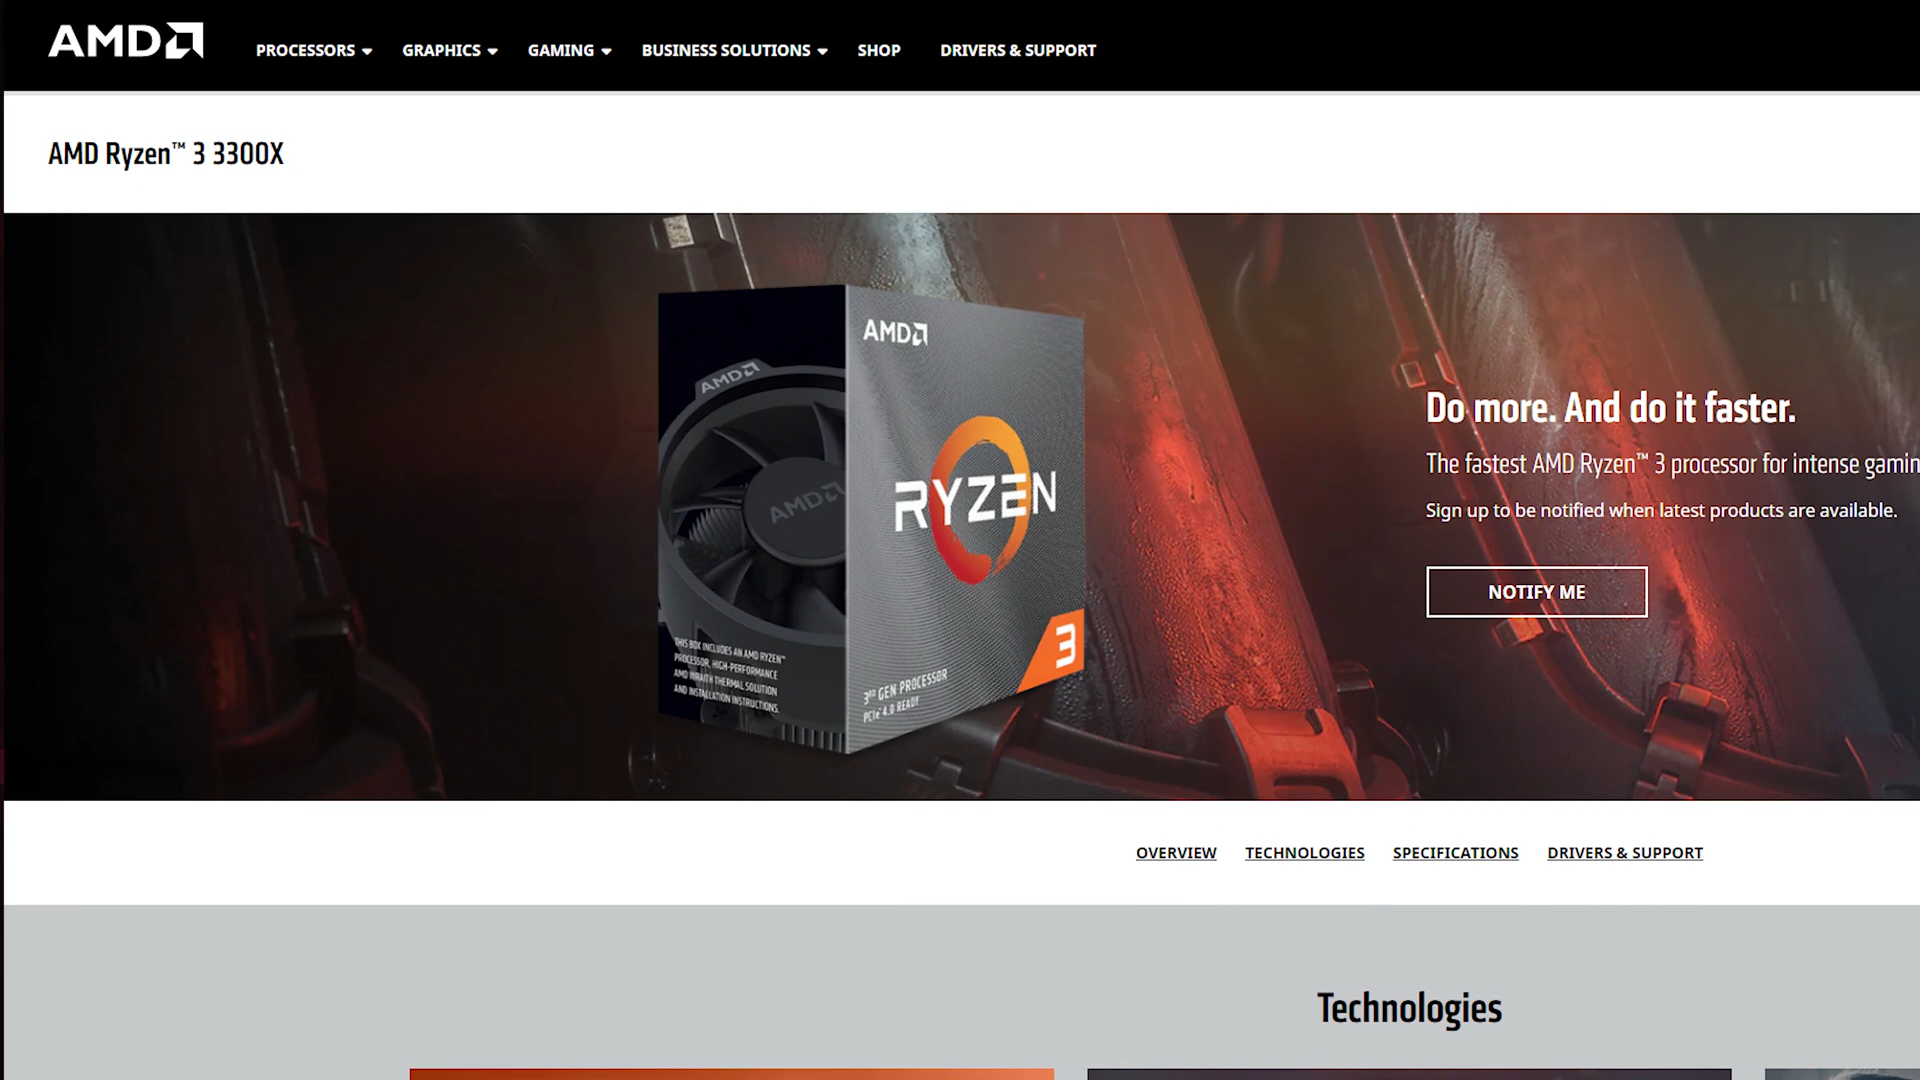 AMD
PROCESSORS GRAPHICS GAMING BUSINESS SOLUTIONS SHOP DRIVERS & SUPPORT
AMD Ryzen™ 3 3300X
AMD
AMD
AMD
RYZEN
3
THIS BOX INCLUDES AN AMD RYZEN™
PROCESSOR, HIGH-PERFORMANCE
AMD WRAITH THERMAL SOLUTION
AND INSTALLATION INSTRUCTIONS.
3RD GEN PROCESSOR
PCIe® 4.0 READY
Do more. And do it faster.
The fastest AMD Ryzen™ 3 processor for intense gamin
Sign up to be notified when latest products are available.
NOTIFY ME
OVERVIEW TECHNOLOGIES SPECIFICATIONS DRIVERS & SUPPORT
Technologies